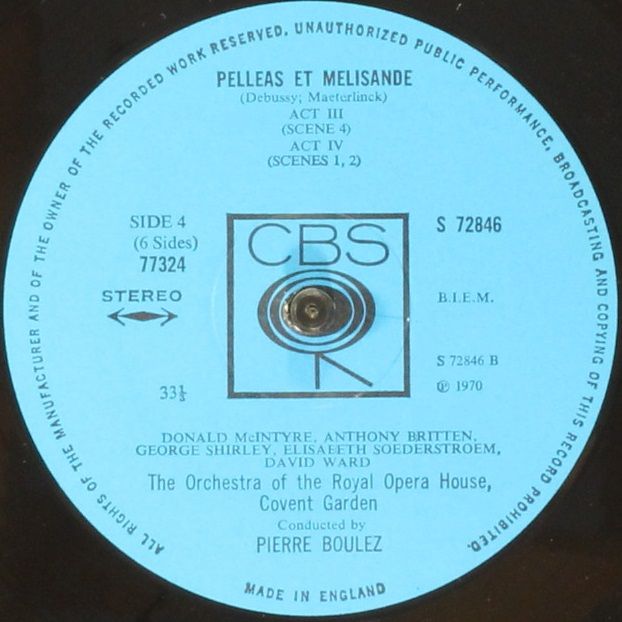 ALL RIGHTS OF THE MANUFACTURER AND OF THE OWNER OF THE RECORDED WORK RESERVED. UNAUTHORIZED PUBLIC PERFORMANCE, BROADCASTING AND COPYING OF THIS RECORD PROHIBITED.
PELLEAS ET MELISANDE
(Debussy; Maeterlinck)
ACT III
(SCENE 4)
ACT IV
(SCENES 1, 2)
SIDE 4
(6 Sides)
77324
STEREO
33⅓
CBS
S 72846
B.I.E.M.
S 72846 B
℗ 1970
DONALD McINTYRE, ANTHONY BRITTEN,
GEORGE SHIRLEY, ELISABETH SOEDERSTROEM,
DAVID WARD
The Orchestra of the Royal Opera House,
Covent Garden
Conducted by
PIERRE BOULEZ
MADE IN ENGLAND